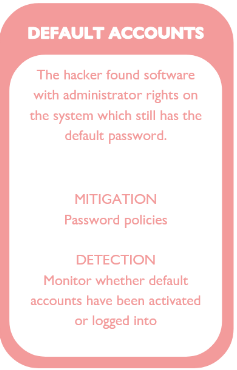 DEFAULT ACCOUNTS
The hacker found software
with administrator rights on
the system which still has the
default password.
MITIGATION
Password policies
DETECTION
Monitor whether default
accounts have been activated
or logged into